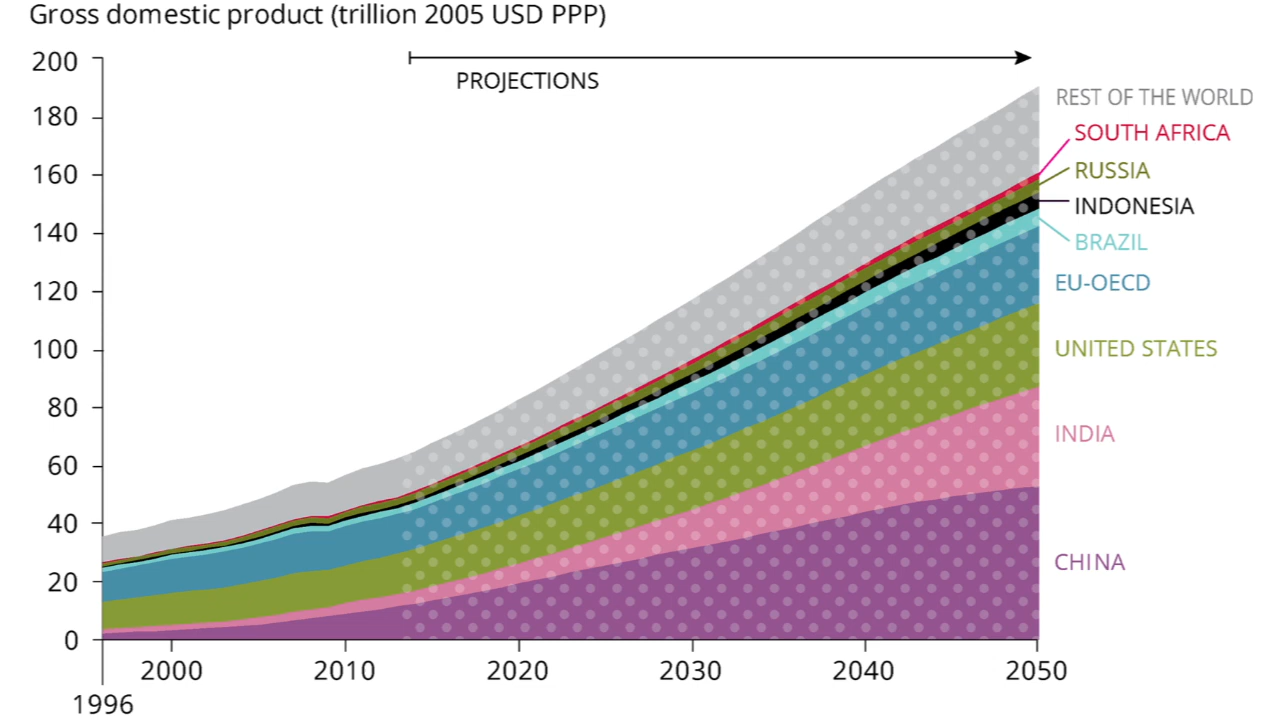 Gross domestic product (trillion 2005 USD PPP)
200
PROJECTIONS
180
REST OF THE WORLD
SOUTH AFRICA
160
RUSSIA
INDONESIA
140
BRAZIL
120
EU-OECD
100
UNITED STATES
80
INDIA
60
40
CHINA
20
0
2000 2010 2020 2030 2040 2050
1996